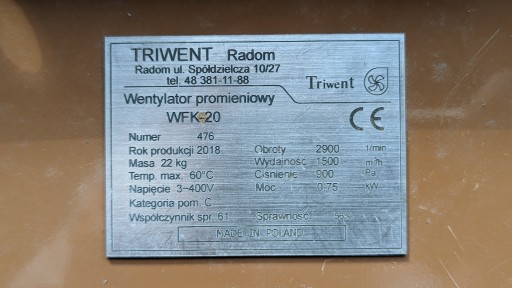 TRIWENT Radom
Radom ul. Spółdzielcza 10/27
tel. 48 381-11-88
Triwent
Wentylator promieniowy
WFK-20
CE
Numer 476
Rok produkcji 2018 Obroty 2900 1/min
Masa 22 kg Wydajność 1500 m³/h
Temp. max. 60°C Ciśnienie 900 Pa
Napięcie 3~400V Moc 0,75 kW
Kategoria pom. C
Współczynnik spr. 61 Sprawność
MADE IN POLAND